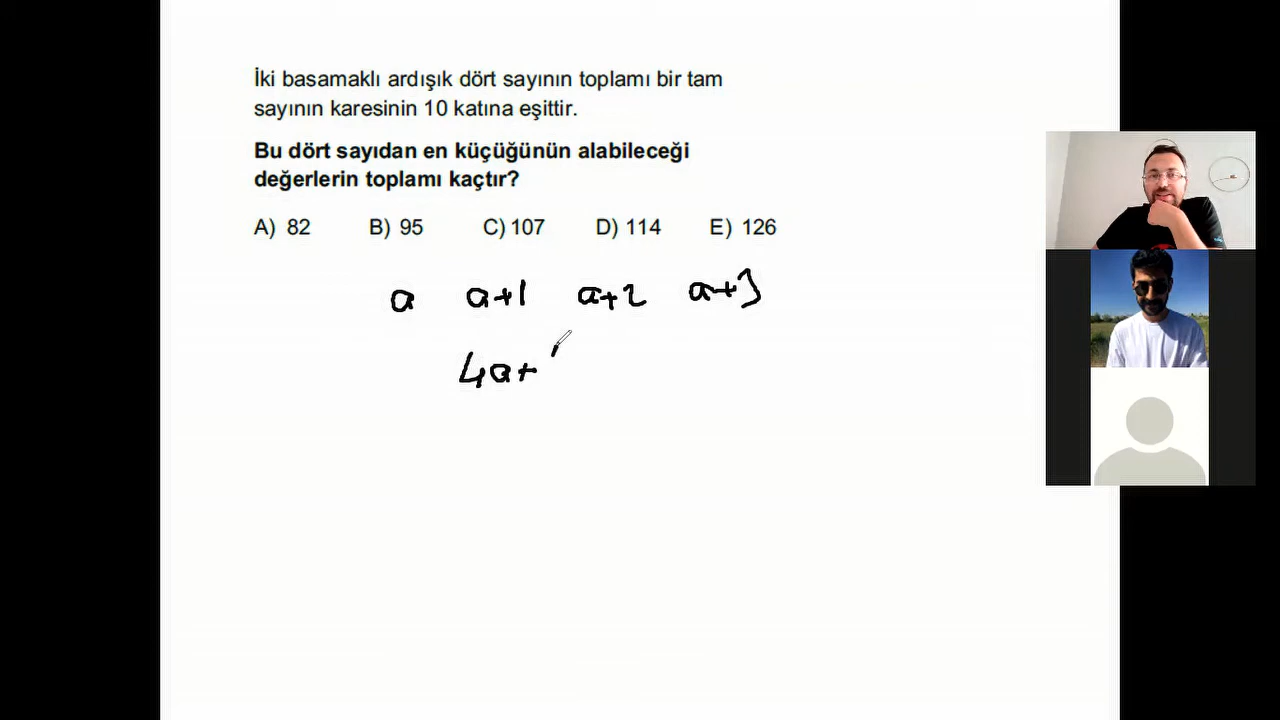 İki basamaklı ardışık dört sayının toplamı bir tam
sayının karesinin 10 katına eşittir.
Bu dört sayıdan en küçüğünün alabileceği
değerlerin toplamı kaçtır?
A) 82 B) 95 C) 107 D) 114 E) 126
a a+1 a+2 a+3
4a+